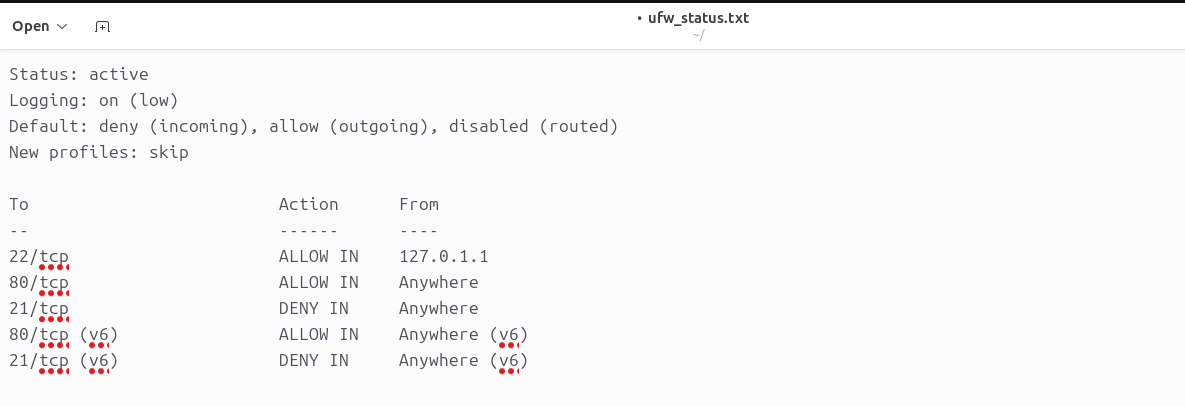 Open
• ufw_status.txt
~/
Status: active
Logging: on (low)
Default: deny (incoming), allow (outgoing), disabled (routed)
New profiles: skip

To                         Action      From
--                         ------      ----
22/tcp                     ALLOW IN    127.0.1.1
80/tcp                     ALLOW IN    Anywhere
21/tcp                     DENY IN     Anywhere
80/tcp (v6)                ALLOW IN    Anywhere (v6)
21/tcp (v6)                DENY IN     Anywhere (v6)